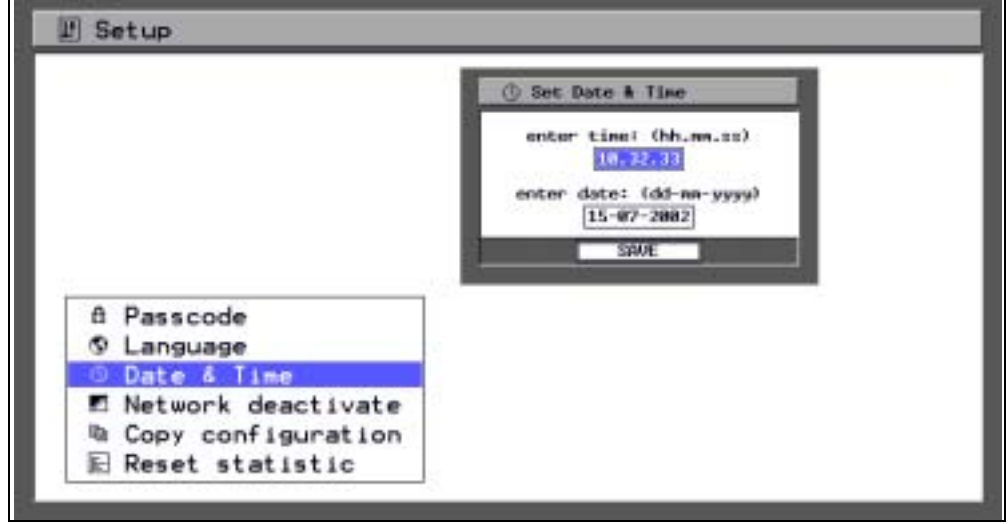 Setup
Set Date & Time
enter time: (hh.mm.ss)
10.32.33
enter date: (dd-mm-yyyy)
15-07-2002
SAVE
Passcode
Language
Date & Time
Network deactivate
Copy configuration
Reset statistic